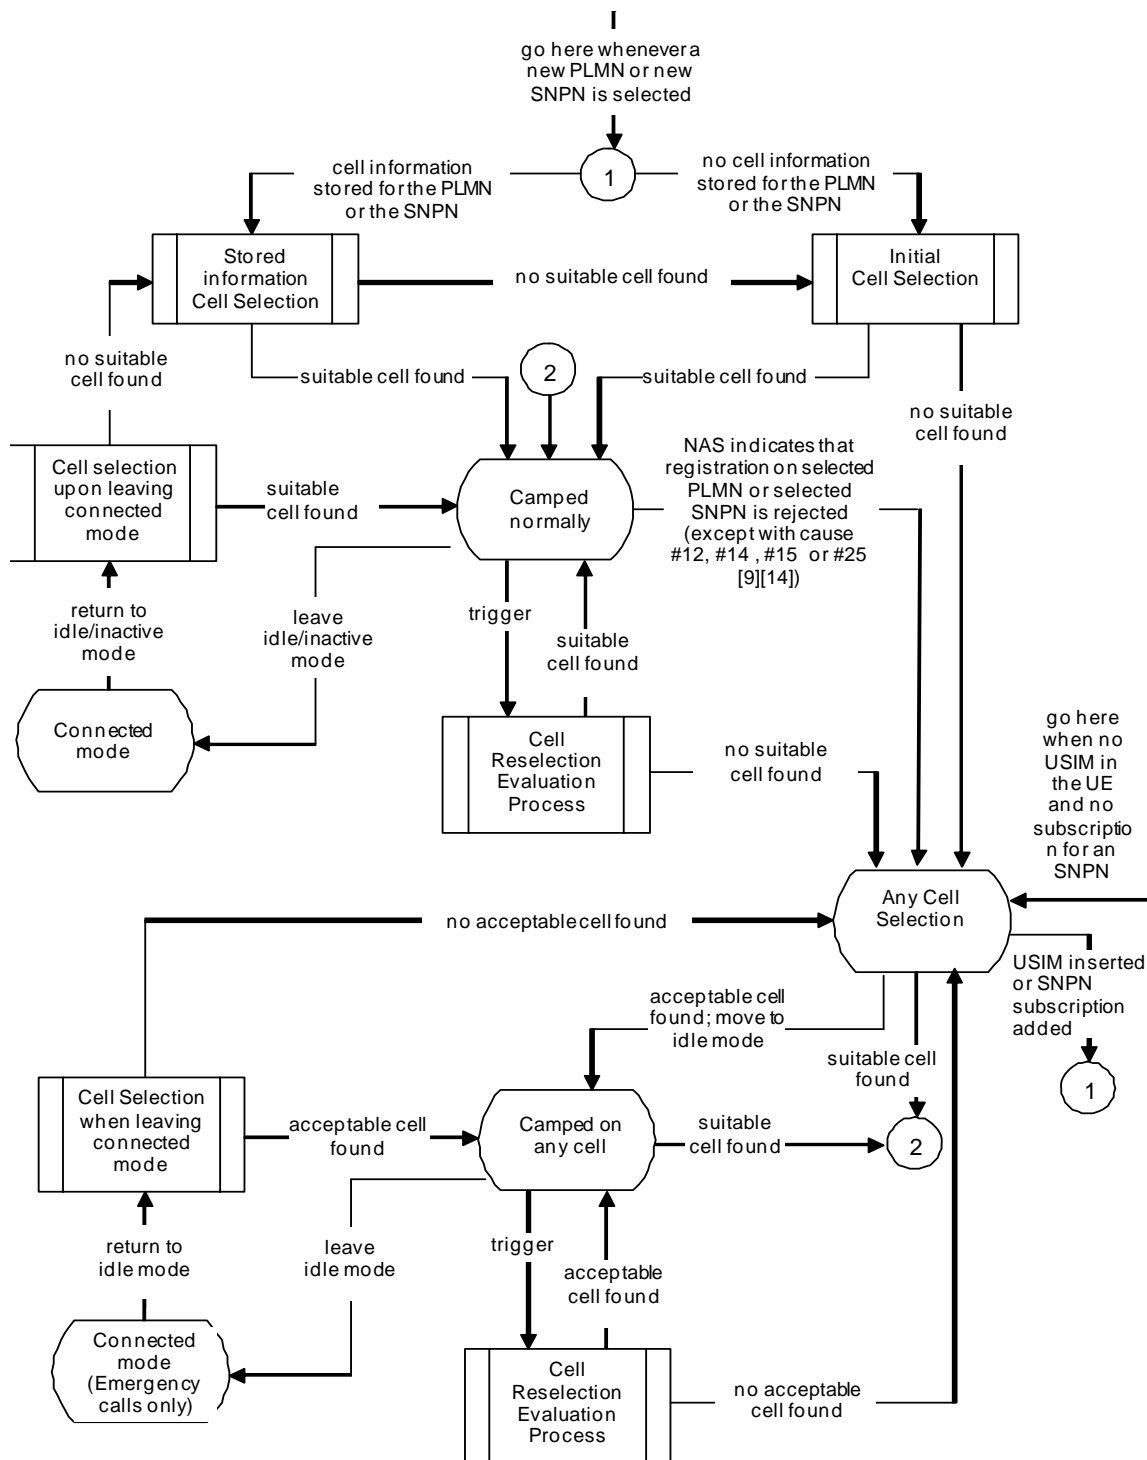 go here whenever a
new PLMN or new
SNPN is selected
1
cell information
stored for the PLMN
or the SNPN
no cell information
stored for the PLMN
or the SNPN
Stored
information
Cell Selection
no suitable cell found
Initial
Cell Selection
no suitable
cell found
suitable cell found
2
suitable cell found
no suitable
cell found
Cell selection
upon leaving
connected
mode
suitable
cell found
Camped
normally
NAS indicates that
registration on selected
PLMN or selected
SNPN is rejected
(except with cause
#12, #14 , #15 or #25
[9][14])
return to
idle/inactive
mode
leave
idle/inactive
mode
trigger
suitable
cell found
Connected
mode
Cell
Reselection
Evaluation
Process
no suitable
cell found
go here
when no
USIM in
the UE
and no
subscriptio
n for an
SNPN
Any Cell
Selection
no acceptable cell found
USIM inserted
or SNPN
subscription
added
1
acceptable cell
found; move to
idle mode
suitable cell
found
2
Cell Selection
when leaving
connected
mode
acceptable cell
found
Camped on
any cell
suitable
cell found
return to
idle mode
leave
idle mode
trigger
acceptable
cell found
Connected
mode
(Emergency
calls only)
Cell
Reselection
Evaluation
Process
no acceptable
cell found